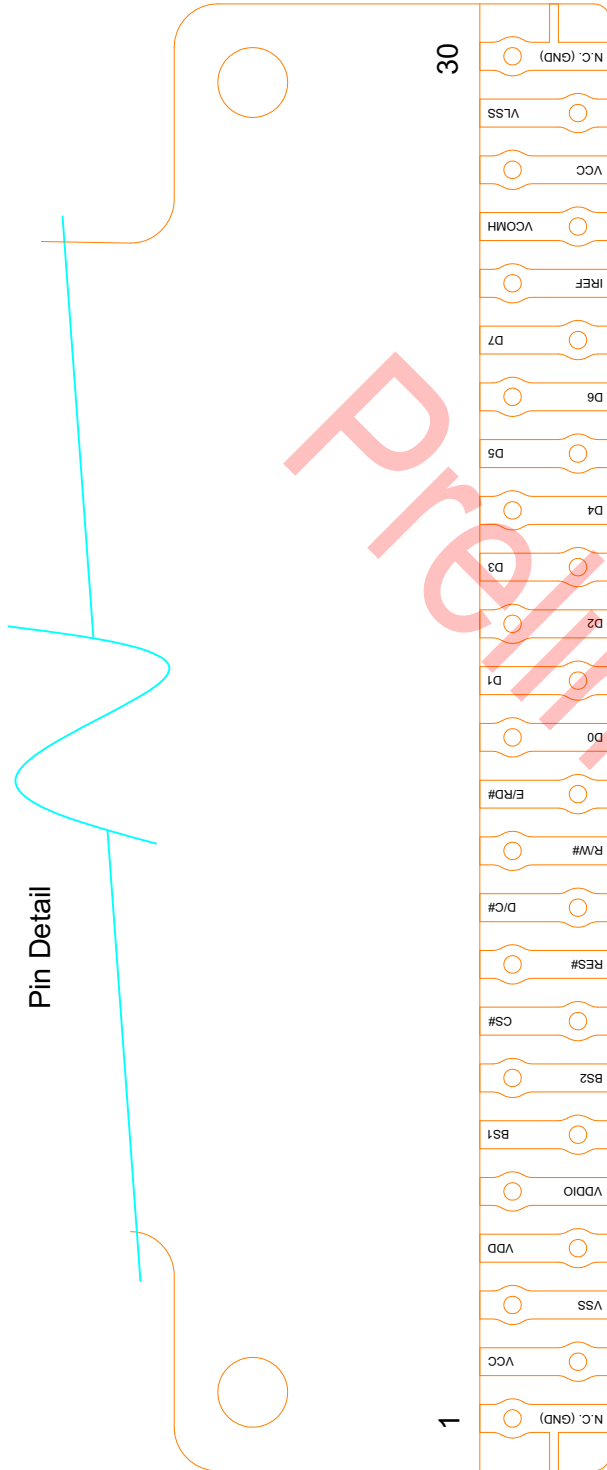 30
N.C. (GND)
VLSS
VCC
VCOMH
IREF
D7
D6
D5
D4
D3
D2
D1
D0
E/RD#
R/W#
D/C#
RES#
CS#
BS2
BS1
VDDIO
VDD
VSS
VCC
N.C. (GND)
1
Pin Detail